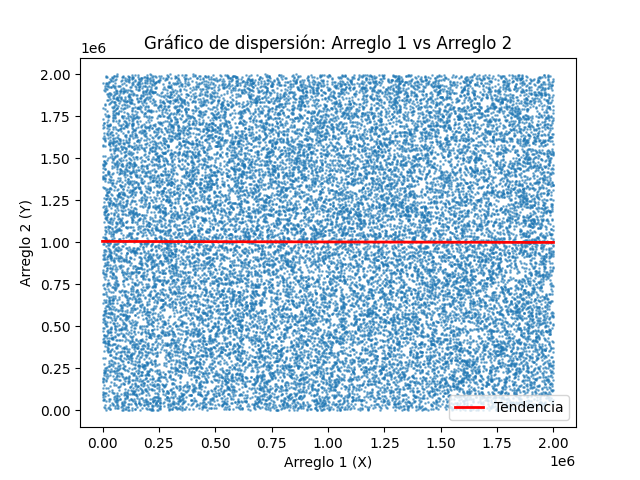 Gráfico de dispersión: Arreglo 1 vs Arreglo 2
1e6
2.00
1.75
1.50
1.25
1.00
0.75
0.50
0.25
0.00
Arreglo 2 (Y)
Tendencia
0.00 0.25 0.50 0.75 1.00 1.25 1.50 1.75 2.00
Arreglo 1 (X)
1e6